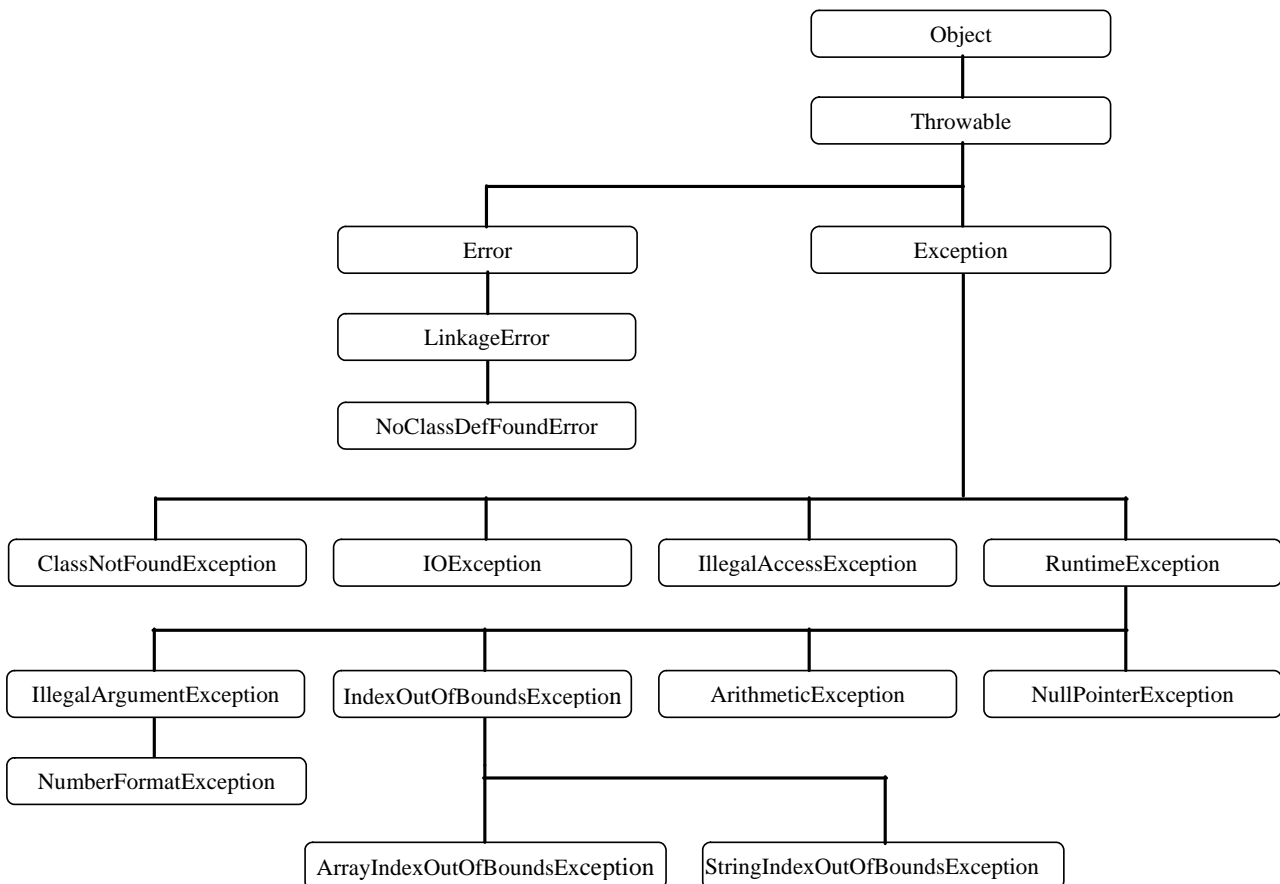 Object
Throwable
Error
Exception
LinkageError
NoClassDefFoundError
ClassNotFoundException
IOException
IllegalAccessException
RuntimeException
IllegalArgumentException
IndexOutOfBoundsException
ArithmeticException
NullPointerException
NumberFormatException
ArrayIndexOutOfBoundsException
StringIndexOutOfBoundsException